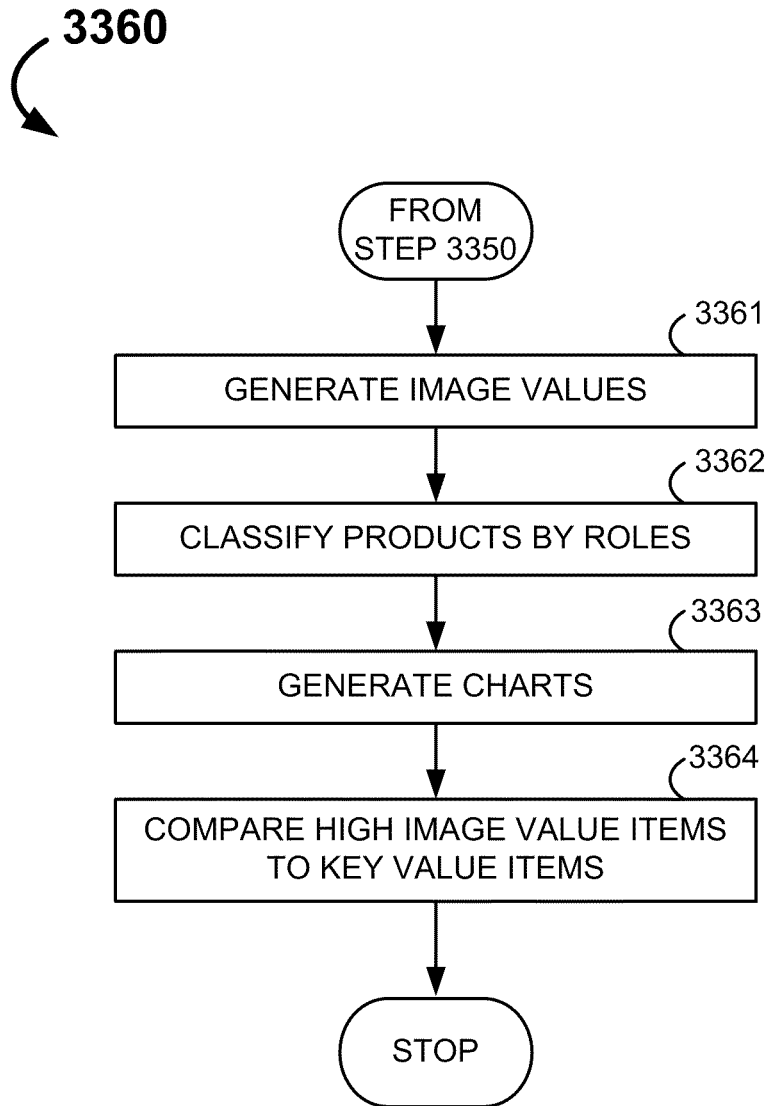 3360
FROM
STEP 3350
3361
GENERATE IMAGE VALUES
3362
CLASSIFY PRODUCTS BY ROLES
3363
GENERATE CHARTS
3364
COMPARE HIGH IMAGE VALUE ITEMS
TO KEY VALUE ITEMS
STOP